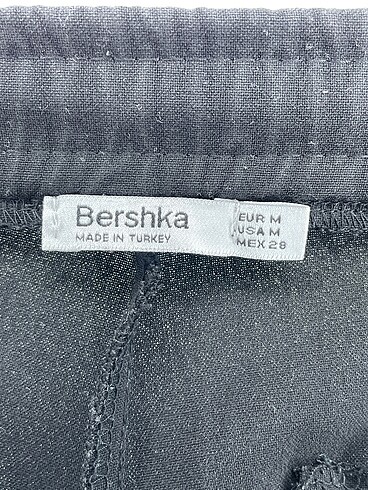 Bershka
MADE IN TURKEY
EUR M
USA M
MEX 28